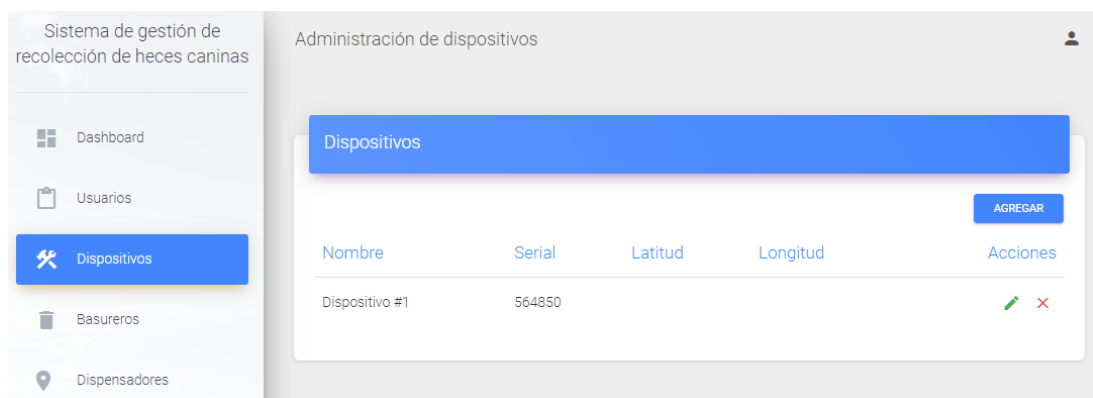 Sistema de gestión de
recolección de heces caninas
Dashboard
Usuarios
Dispositivos
Basureros
Dispensadores
Administración de dispositivos
Dispositivos
AGREGAR
Nombre Serial Latitud Longitud Acciones
Dispositivo #1 564850